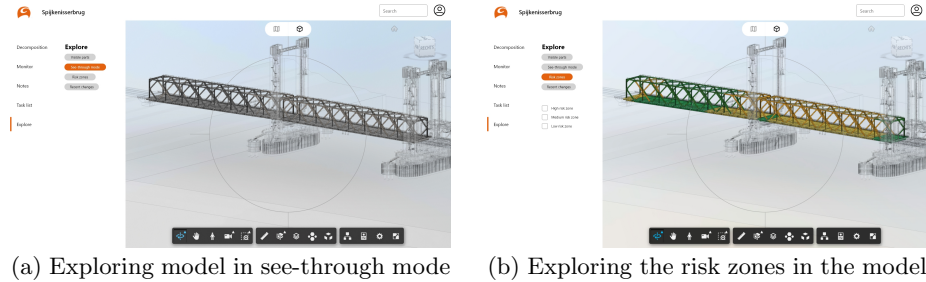 Spijkenisserbrug
Search
Decomposition
Monitor
Notes
Task list
Explore
Explore
Visible parts
See-through mode
Risk zones
Recent changes
(a) Exploring model in see-through mode
Spijkenisserbrug
Search
Decomposition
Monitor
Notes
Task list
Explore
Explore
Visible parts
See-through mode
Risk zones
Recent changes
High risk zone
Medium risk zone
Low risk zone
(b) Exploring the risk zones in the model